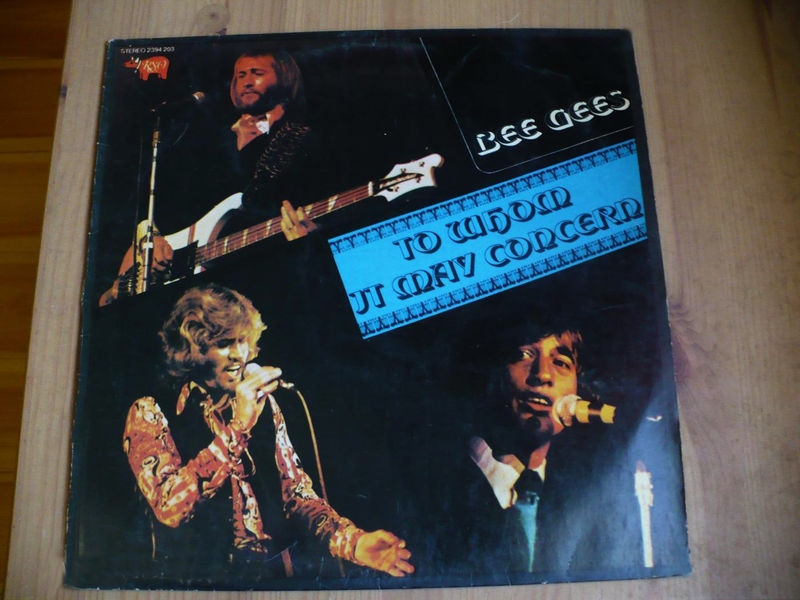 STEREO 2394 203
RSO
BEE GEES
TO WHOM
IT MAY CONCERN